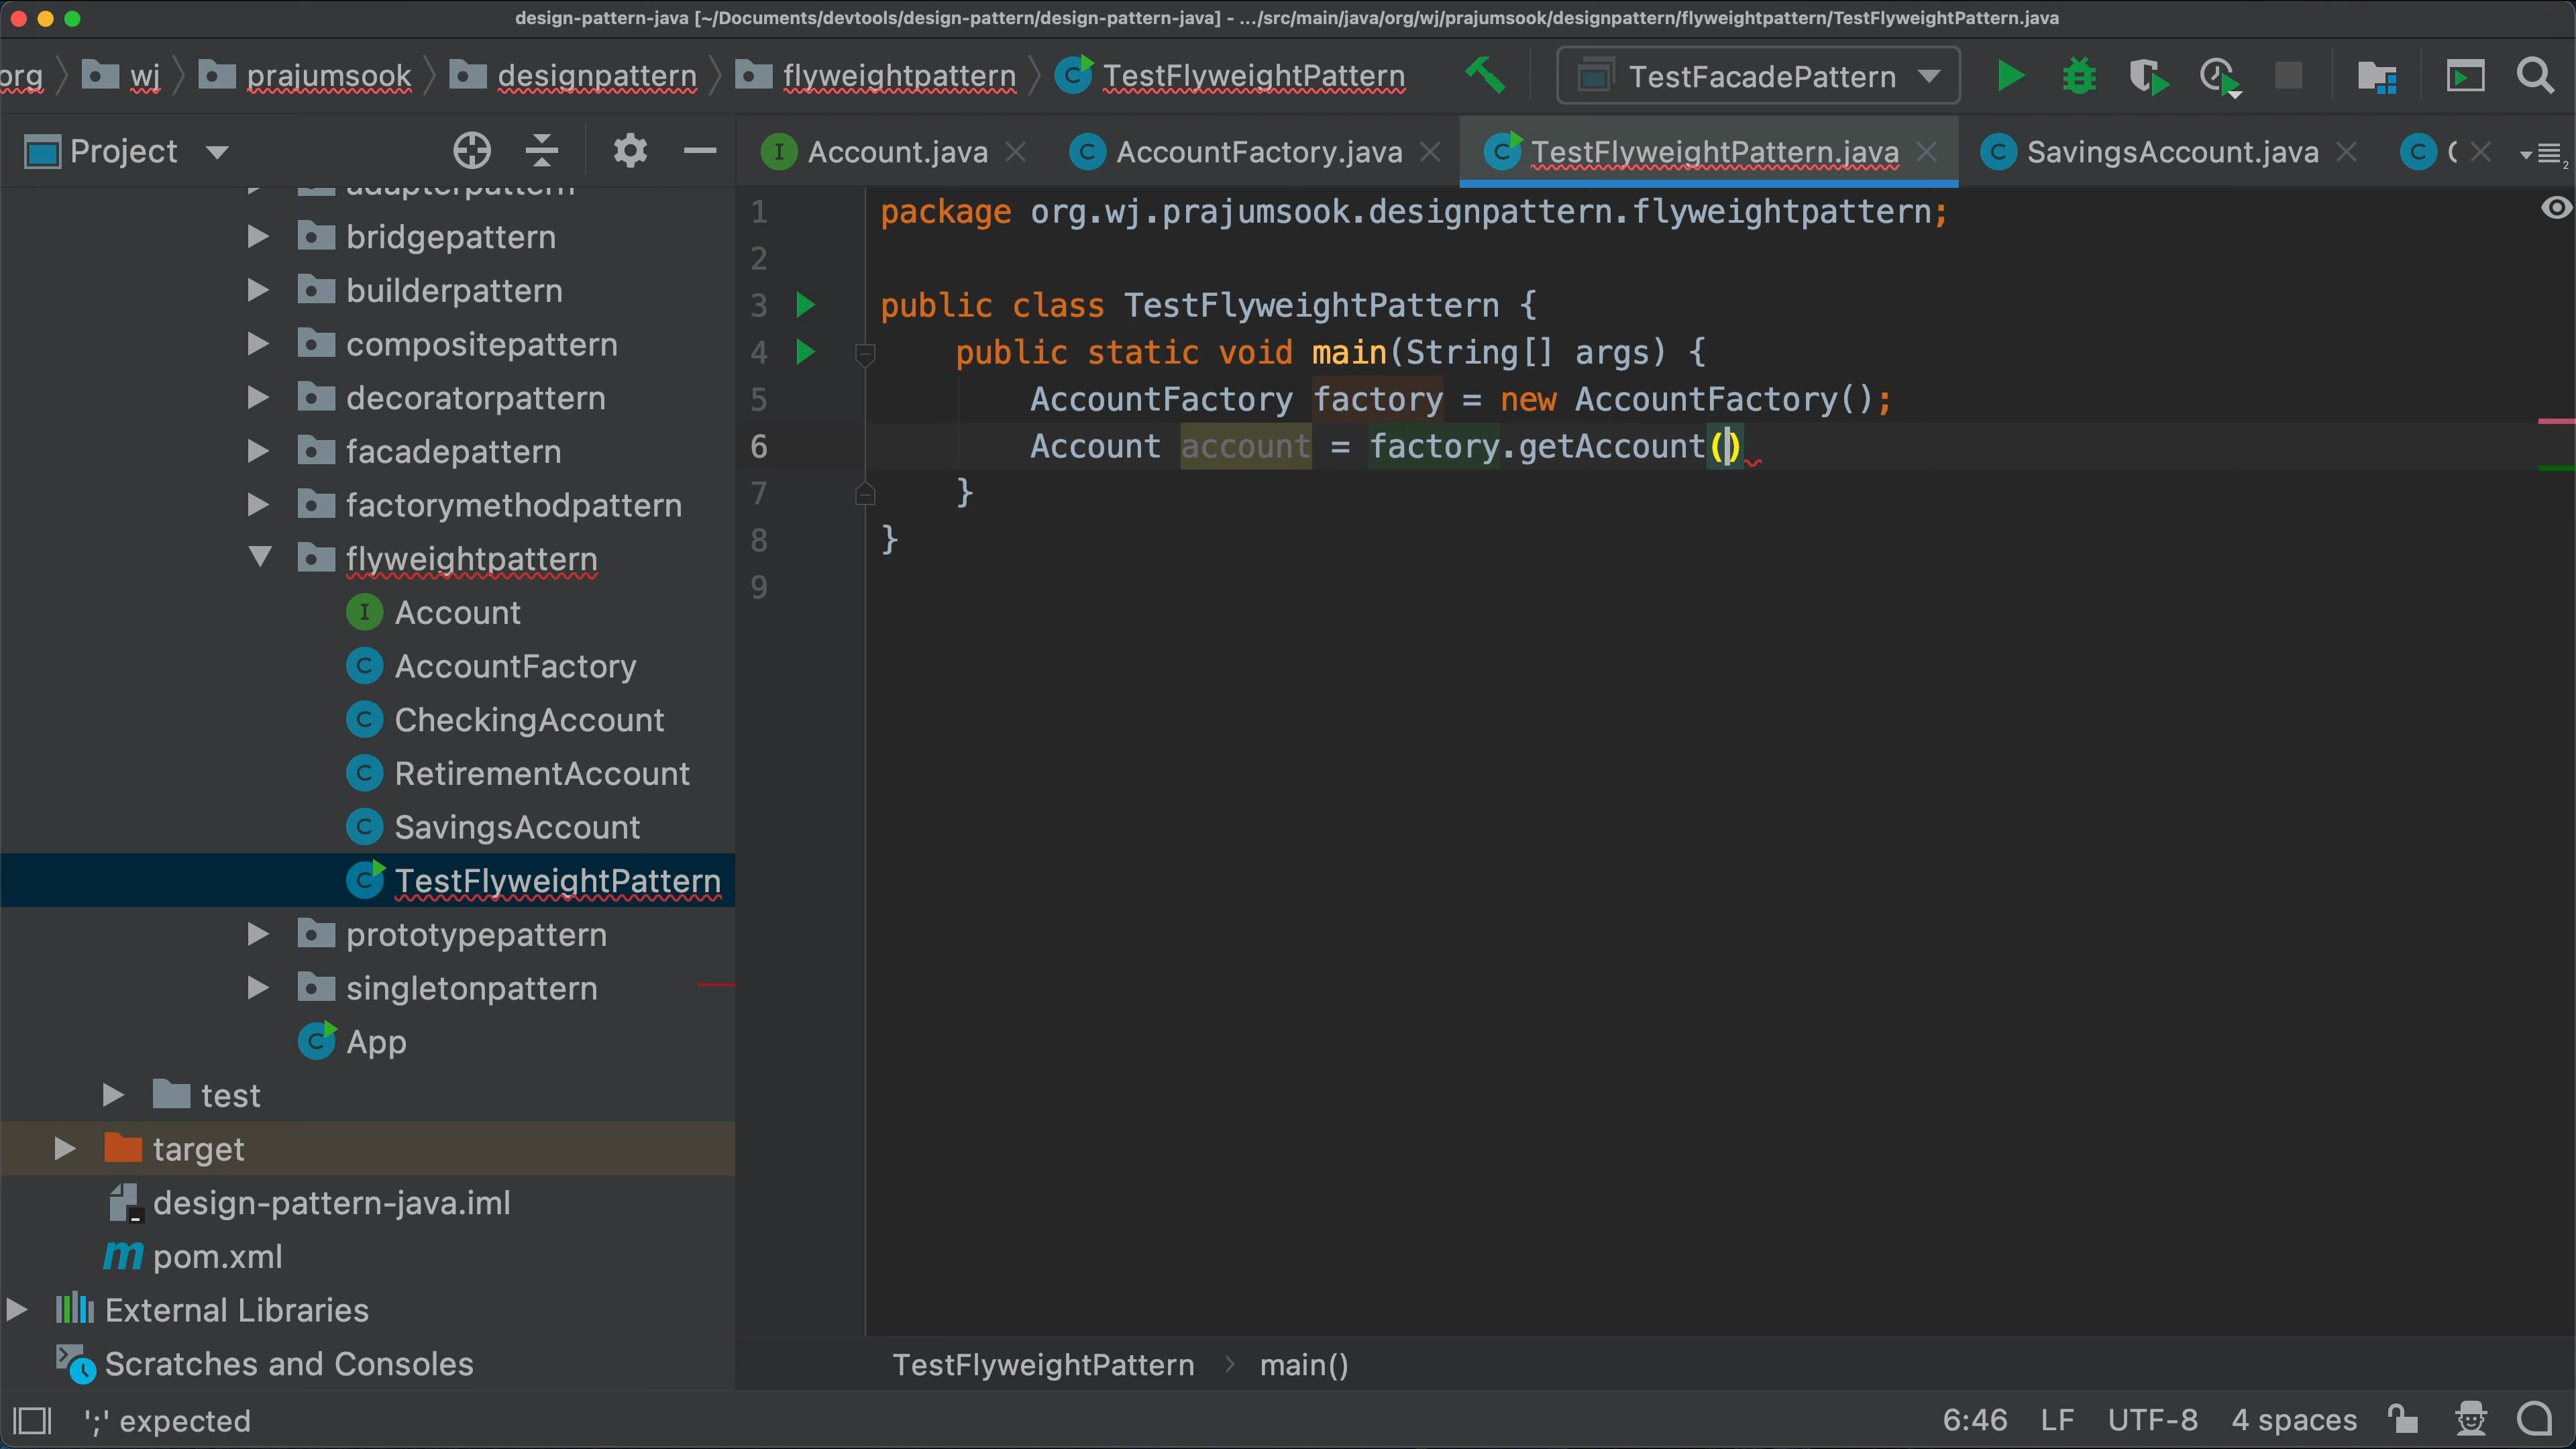 design-pattern-java [~/Documents/devtools/design-pattern/design-pattern-java] - .../src/main/java/org/wj/prajumsook/designpattern/flyweightpattern/TestFlyweightPattern.java
org wj prajumsook designpattern flyweightpattern TestFlyweightPattern TestFacadePattern
Project
Account.java AccountFactory.java TestFlyweightPattern.java SavingsAccount.java
adapterpattern
bridgepattern
builderpattern
compositepattern
decoratorpattern
facadepattern
factorymethodpattern
flyweightpattern
Account
AccountFactory
CheckingAccount
RetirementAccount
SavingsAccount
TestFlyweightPattern
prototypepattern
singletonpattern
App
test
target
design-pattern-java.iml
pom.xml
External Libraries
Scratches and Consoles
1 package org.wj.prajumsook.designpattern.flyweightpattern;
2
3 public class TestFlyweightPattern {
4 public static void main(String[] args) {
5 AccountFactory factory = new AccountFactory();
6 Account account = factory.getAccount()
7 }
8 }
9
TestFlyweightPattern > main()
';' expected
6:46 LF UTF-8 4 spaces